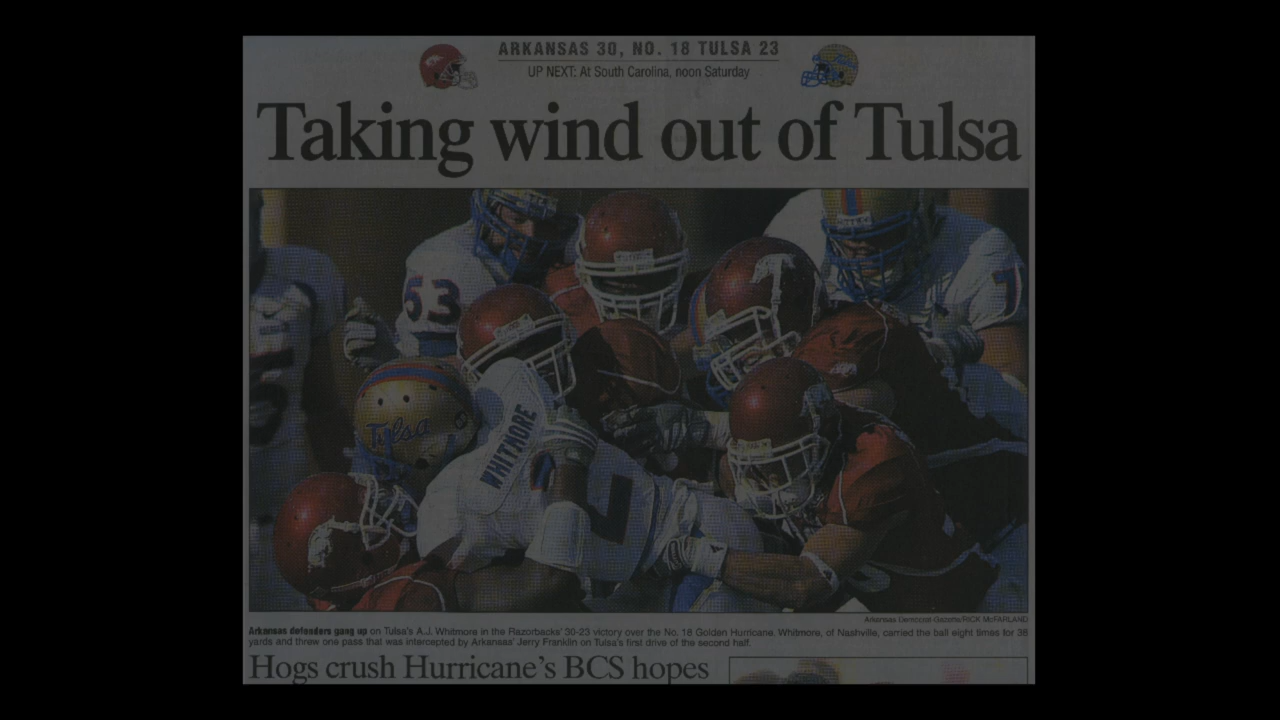 ARKANSAS 30, NO. 18 TULSA 23
UP NEXT: At South Carolina, noon Saturday
Taking wind out of Tulsa
53
Tulsa
WHITMORE
2
Arkansas Democrat-Gazette/RICK McFARLAND
Arkansas defenders gang up on Tulsa's A.J. Whitmore in the Razorbacks' 30-23 victory over the No. 18 Golden Hurricane. Whitmore, of Nashville, carried the ball eight times for 38
yards and threw one pass that was intercepted by Arkansas' Jerry Franklin on Tulsa's first drive of the second half.
Hogs crush Hurricane's BCS hopes